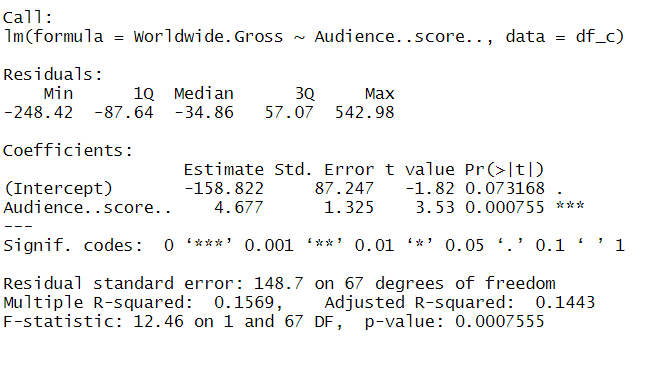 Call:
lm(formula = Worldwide.Gross ~ Audience..score.., data = df_c)
Residuals:
Min 1Q Median 3Q Max
-248.42 -87.64 -34.86 57.07 542.98
Coefficients:
Estimate Std. Error t value Pr(>|t|)
(Intercept) -158.822 87.247 -1.82 0.073168 .
Audience..score.. 4.677 1.325 3.53 0.000755 ***
---
Signif. codes: 0 ‘***’ 0.001 ‘**’ 0.01 ‘*’ 0.05 ‘.’ 0.1 ‘ ’ 1
Residual standard error: 148.7 on 67 degrees of freedom
Multiple R-squared: 0.1569, Adjusted R-squared: 0.1443
F-statistic: 12.46 on 1 and 67 DF, p-value: 0.0007555